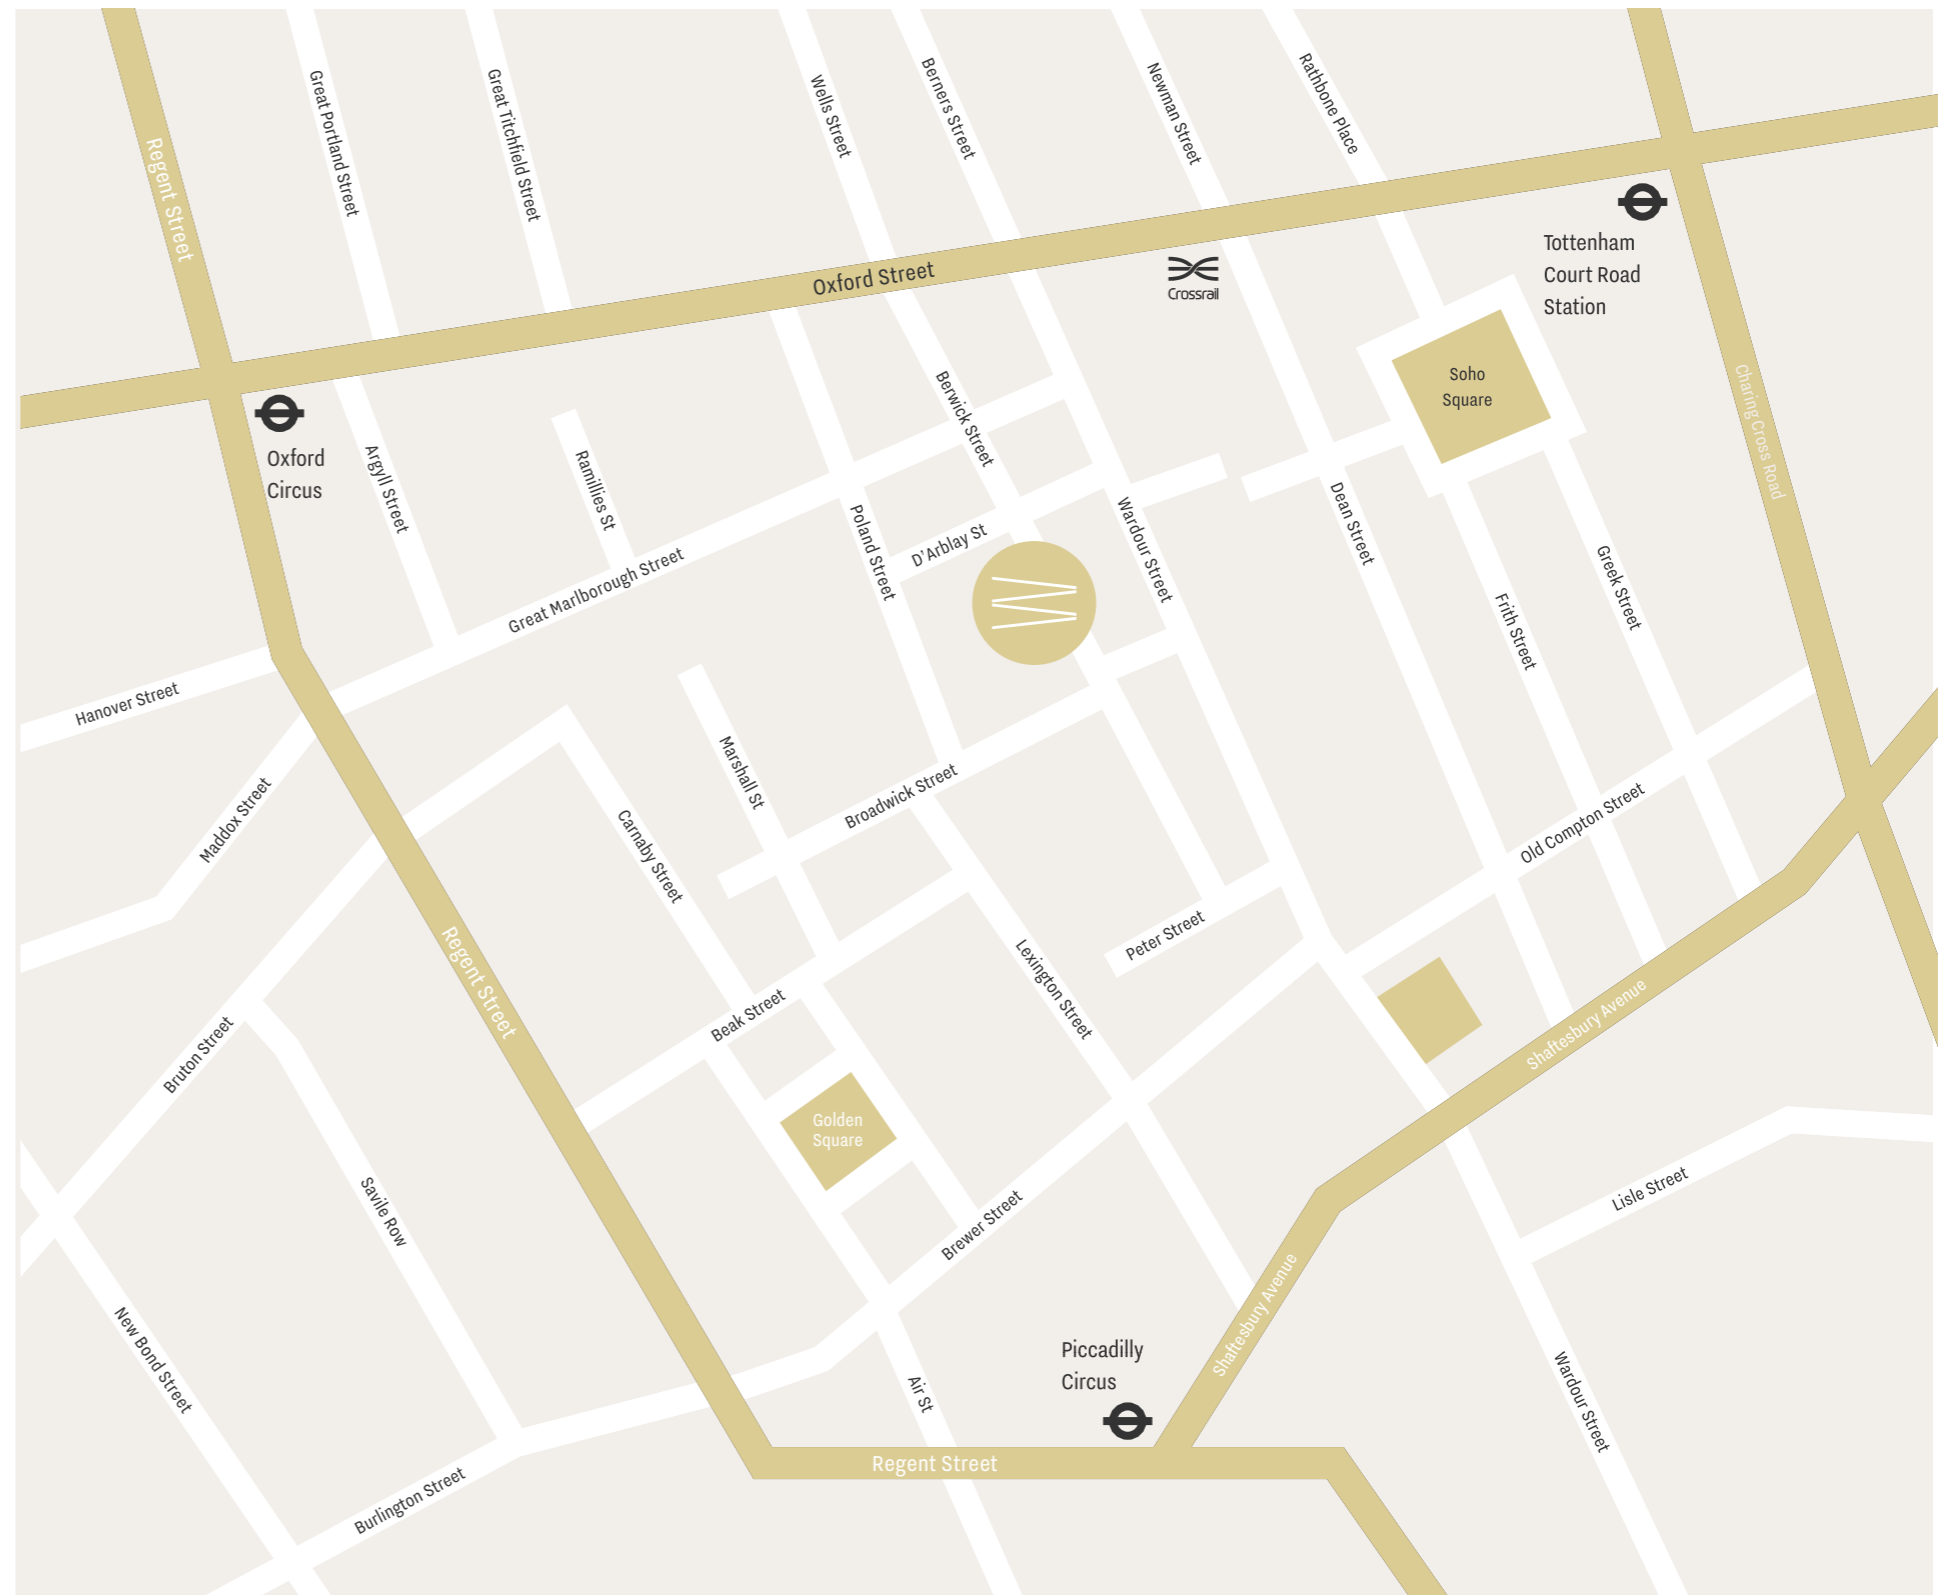 Great Portland Street
Great Titchfield Street
Wells Street
Berners Street
Newman Street
Rathbone Place
Regent Street
Oxford Street
Crossrail
Tottenham
Court Road
Station
Oxford
Circus
Argyll Street
Ramillies St
Berwick Street
Soho
Square
Charing Cross Road
Great Marlborough Street
Poland Street
D'Arblay St
Wardour Street
Dean Street
Frith Street
Greek Street
Hanover Street
Maddox Street
Marshall St
Carnaby Street
Broadwick Street
Old Compton Street
Peter Street
Regent Street
Beak Street
Lexington Street
Bruton Street
Shaftesbury Avenue
Golden
Square
Savile Row
Brewer Street
Lisle Street
New Bond Street
Shaftesbury Avenue
Piccadilly
Circus
Air St
Wardour Street
Regent Street
Burlington Street